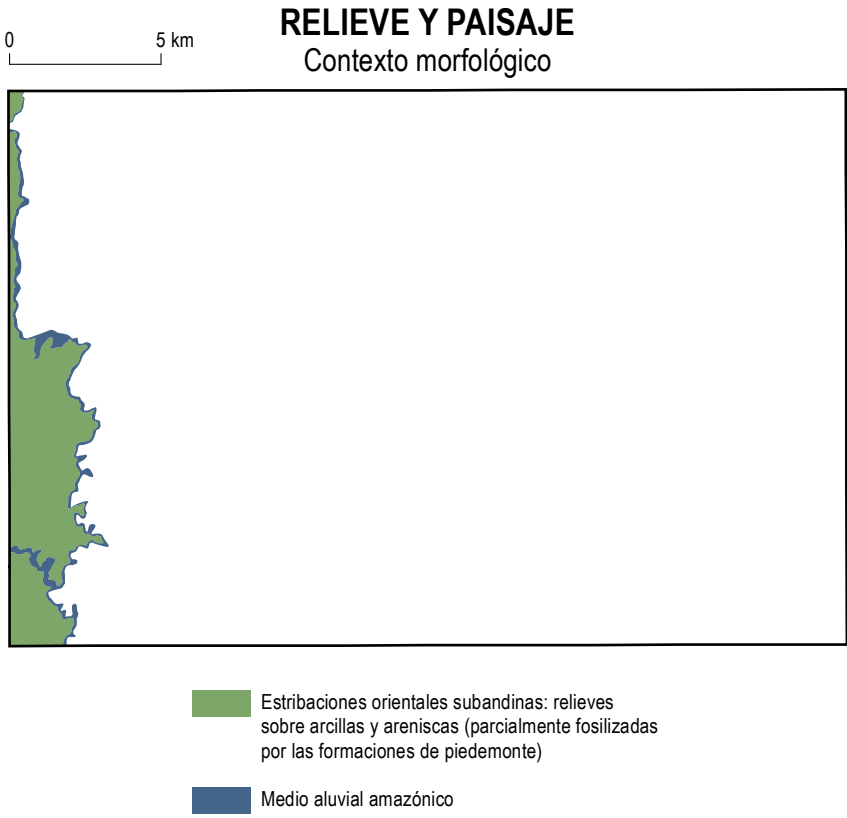 RELIEVE Y PAISAJE
Contexto morfológico
0 5 km
Estribaciones orientales subandinas: relieves
sobre arcillas y areniscas (parcialmente fosilizadas
por las formaciones de piedemonte)
Medio aluvial amazónico